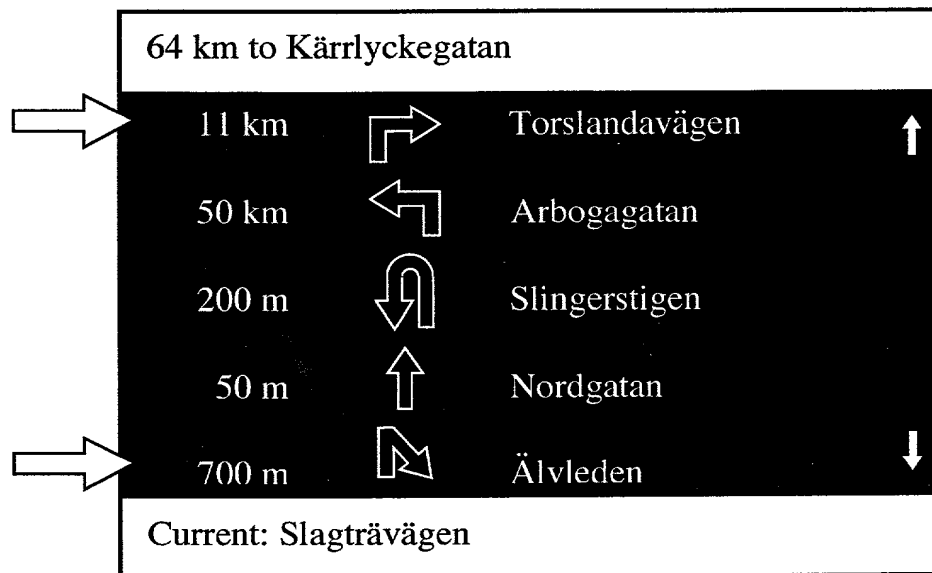 64 km to Kärrlyckegatan
11 km Torslandavägen
50 km Arbogagatan
200 m Slingerstigen
50 m Nordgatan
700 m Älvleden
Current: Slagträvägen